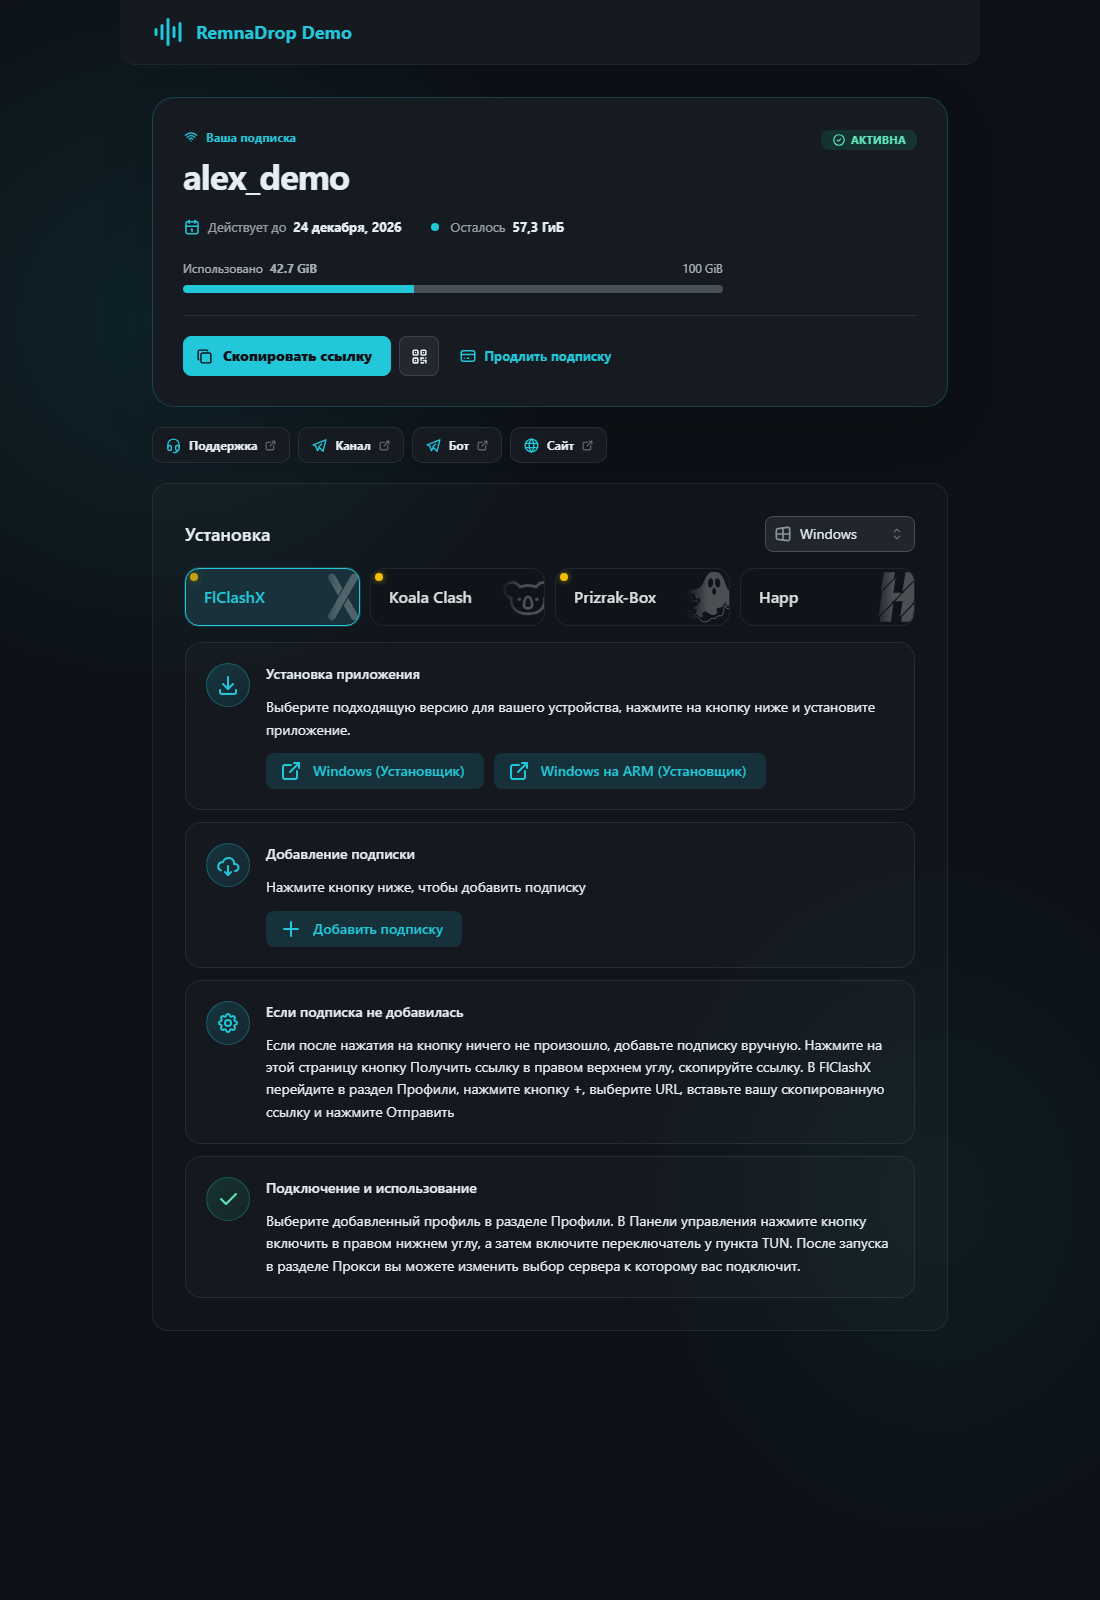 RemnaDrop Demo
Ваша подписка
АКТИВНА
alex_demo
Действует до 24 декабря, 2026
Осталось 57,3 ГиБ
Использовано 42.7 GiB
100 GiB
Скопировать ссылку
Продлить подписку
Поддержка
Канал
Бот
Сайт
Установка
Windows
FlClashX
Koala Clash
Prizrak-Box
Happ
Установка приложения
Выберите подходящую версию для вашего устройства, нажмите на кнопку ниже и установите
приложение.
Windows (Установщик)
Windows на ARM (Установщик)
Добавление подписки
Нажмите кнопку ниже, чтобы добавить подписку
Добавить подписку
Если подписка не добавилась
Если после нажатия на кнопку ничего не произошло, добавьте подписку вручную. Нажмите на
этой страницу кнопку Получить ссылку в правом верхнем углу, скопируйте ссылку. В FlClashX
перейдите в раздел Профили, нажмите кнопку +, выберите URL, вставьте вашу скопированную
ссылку и нажмите Отправить
Подключение и использование
Выберите добавленный профиль в разделе Профили. В Панели управления нажмите кнопку
включить в правом нижнем углу, а затем включите переключатель у пункта TUN. После запуска
в разделе Прокси вы можете изменить выбор сервера к которому вас подключит.